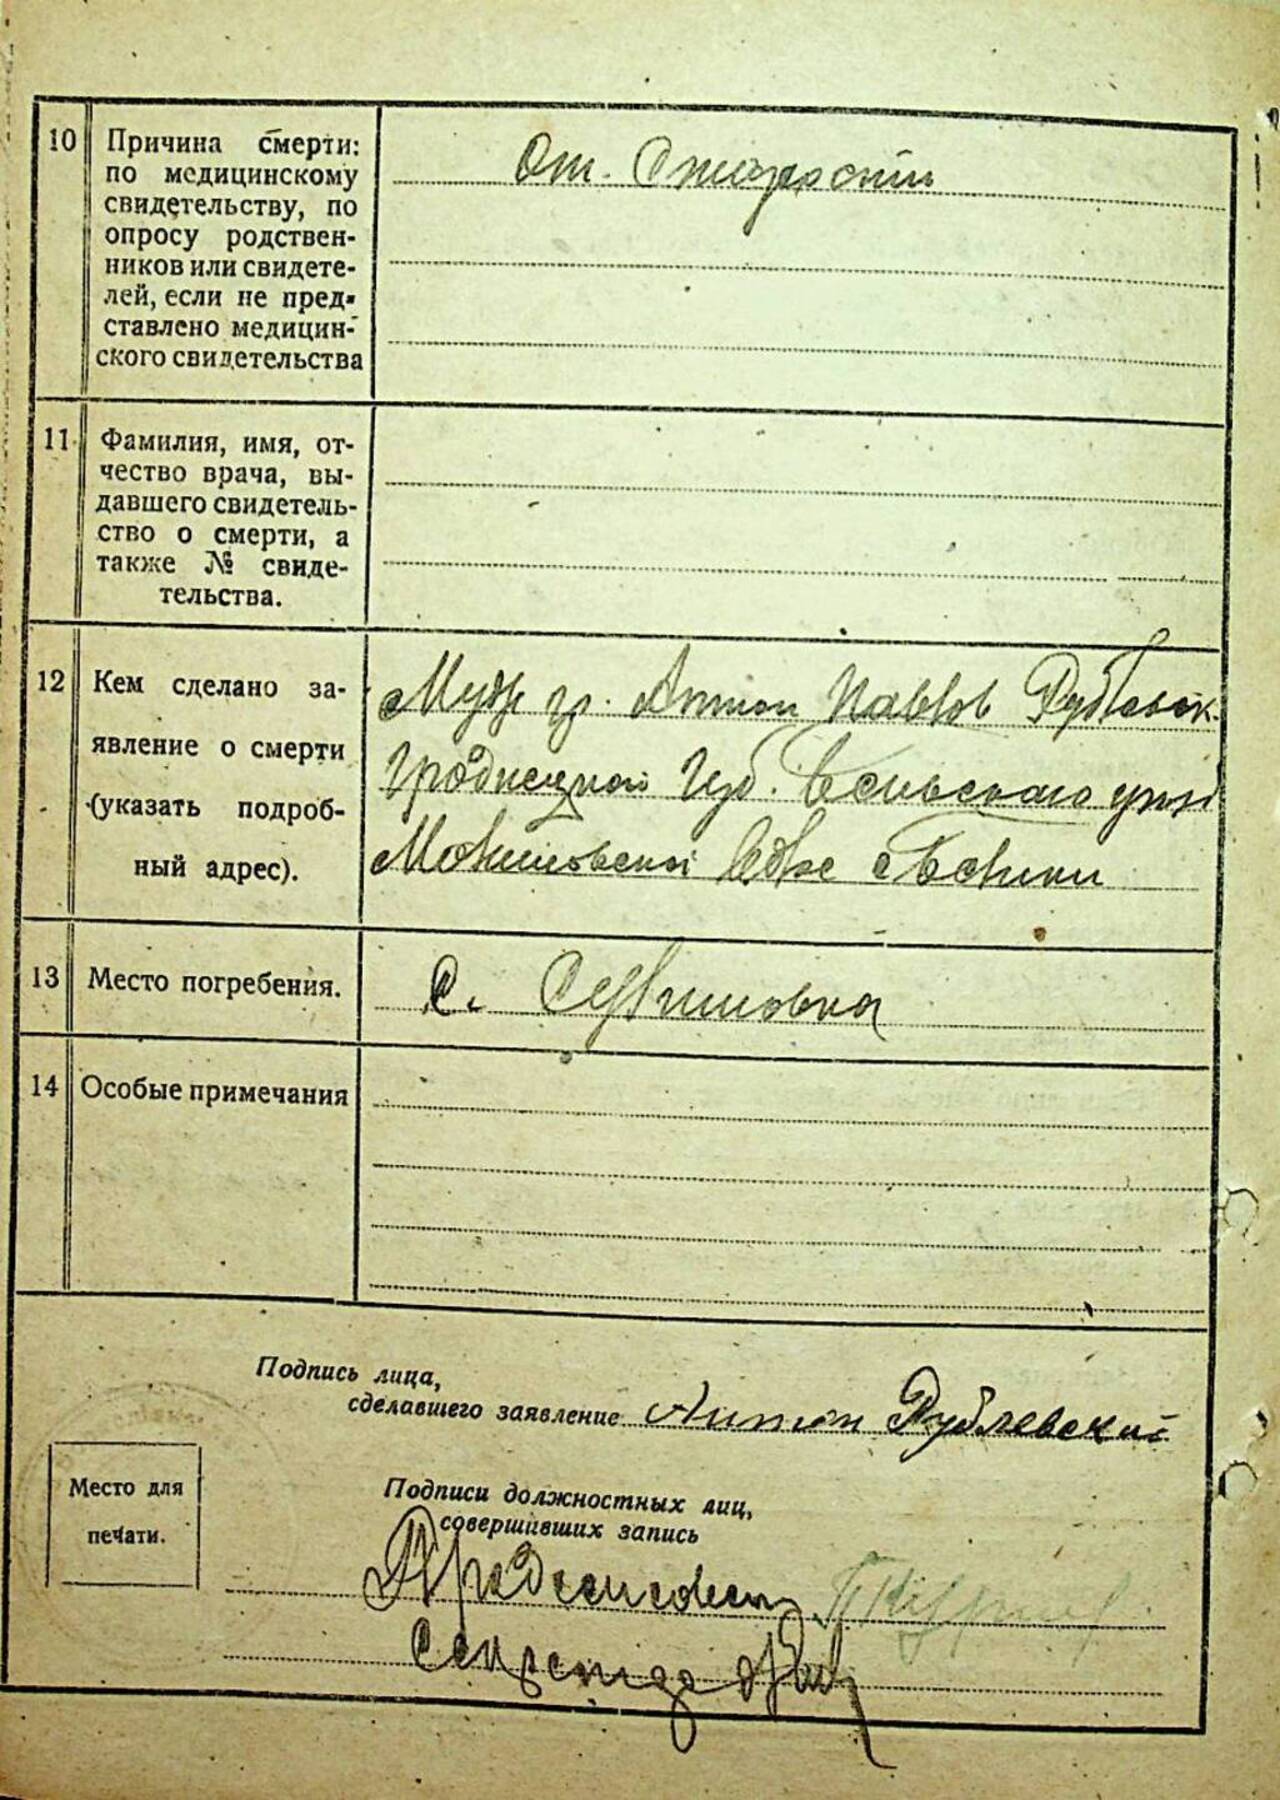 10 Причина смерти: От. Старости
по медицинскому
свидетельству, по
опросу родствен-
ников или свидете-
лей, если не пред-
ставлено медицин-
ского свидетельства
11 Фамилия, имя, от-
чество врача, вы-
давшего свидетель-
ство о смерти, а
также № свиде-
тельства.
12 Кем сделано за-
явление о смерти
(указать подроб-
ный адрес).
Муж гр. Антон Павлов Рублевск.
Гродненской Губ.
13 Место погребения. С.
14 Особые примечания
Подпись лица,
сделавшего заявление Антон Рублевский
Место для
печати.
Подписи должностных лиц,
совершивших запись
Секретарь